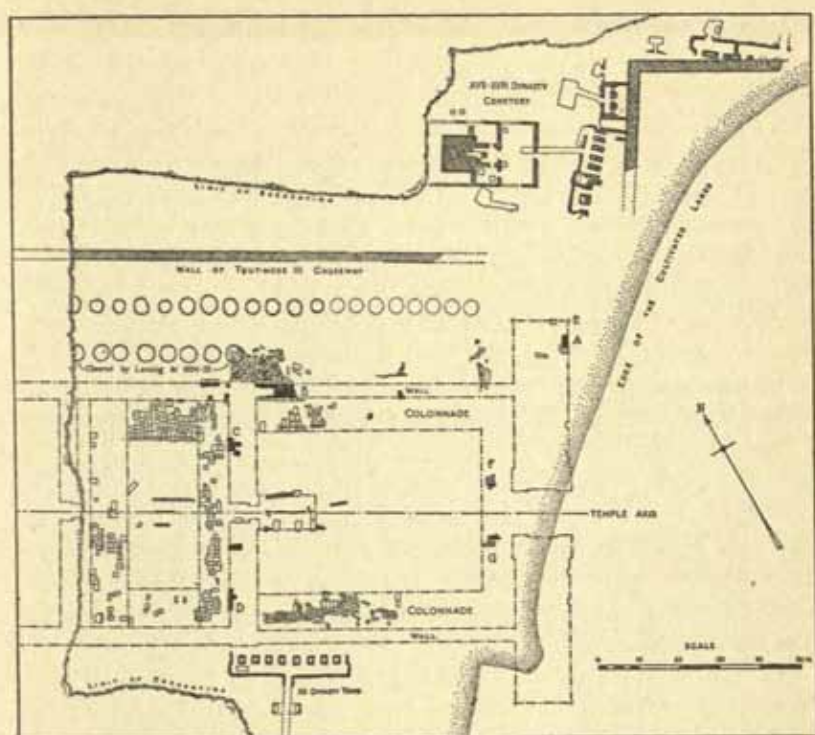 XVII-XVIII DYNASTY
CEMETERY
LIMIT OF EXCAVATION
WALL OF TEUTMOSE III CAUSEWAY
EDGE OF THE CULTIVATED LANDS
E
A
WALL
COLONNADE
C
F
N
TEMPLE AXIS
G
D
COLONNADE
WALL
SCALE
LIMIT OF EXCAVATION
XI DYNASTY TOMB